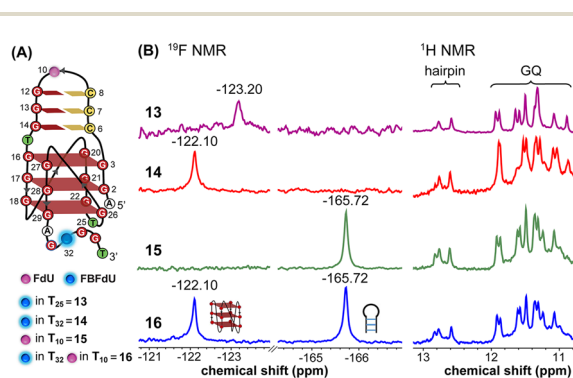 (A)
10
12 G C 8
13 G C 7
14 G C 6
T
16 G G 20
27 G G 3
17 G G 21
28 G G 2
18 G 22 G A 5'
29 G G 26
A 25 T
G G G
32 T 3'
FdU FBFdU
in T25 = 13
in T32 = 14
in T10 = 15
in T32 in T10 = 16
(B) 19F NMR 1H NMR
hairpin GQ
-123.20
13
-122.10
14
-165.72
15
-122.10 -165.72
16
-121 -122 -123 -165 -166 13 12 11
chemical shift (ppm) chemical shift (ppm)